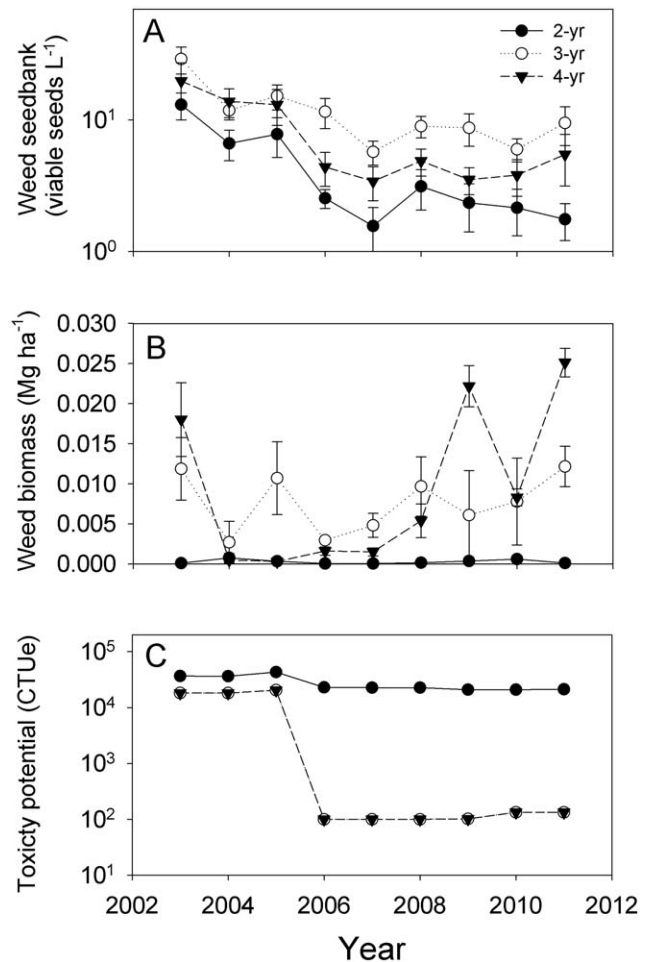 A
2-yr
3-yr
4-yr
Weed seedbank
(viable seeds L⁻¹)
10¹
10⁰
B
Weed biomass (Mg ha⁻¹)
0.030
0.025
0.020
0.015
0.010
0.005
0.000
C
Toxicty potential (CTUe)
10⁵
10⁴
10³
10²
10¹
2002 2004 2006 2008 2010 2012
Year